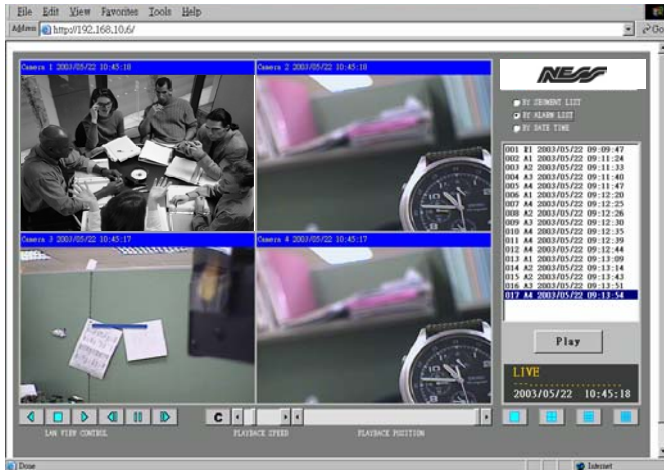 File Edit View Favorites Tools Help
Address http://192.168.10.6/
Go
Camera 1 2003/05/22 10:45:18
Camera 2 2003/05/22 10:45:18
NESS
BY SEGMENT LIST
BY ALARM LIST
BY DATE TIME
001 R1 2003/05/22 09:09:47
002 A1 2003/05/22 09:11:24
003 A2 2003/05/22 09:11:33
004 A3 2003/05/22 09:11:40
005 A4 2003/05/22 09:11:47
006 A1 2003/05/22 09:12:20
007 A4 2003/05/22 09:12:25
008 A2 2003/05/22 09:12:26
009 A3 2003/05/22 09:12:30
010 A4 2003/05/22 09:12:35
011 A4 2003/05/22 09:12:39
012 A4 2003/05/22 09:12:44
013 A1 2003/05/22 09:13:09
014 A2 2003/05/22 09:13:14
015 A2 2003/05/22 09:13:43
016 A3 2003/05/22 09:13:51
017 A4 2003/05/22 09:13:54
Camera 3 2003/05/22 10:45:17
Camera 4 2003/05/22 10:45:17
Play
LIVE
2003/05/22 10:45:18
C
LAN VIEW CONTROL
PLAYBACK SPEED
PLAYBACK POSITION
Done
Internet